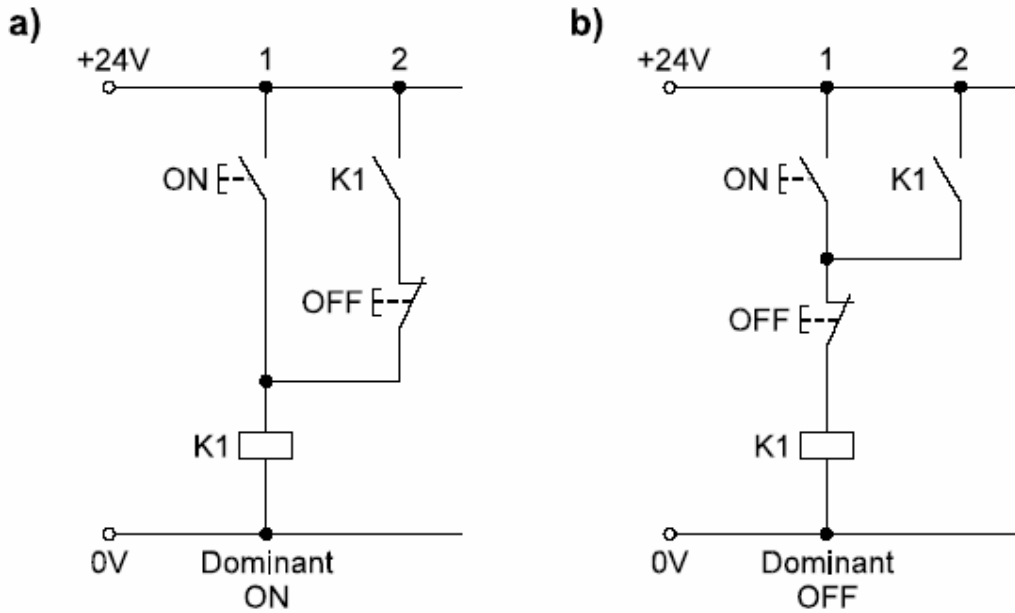 a)
+24V
1
2
ON
K1
OFF
K1
0V
Dominant
ON
b)
+24V
1
2
ON
K1
OFF
K1
0V
Dominant
OFF